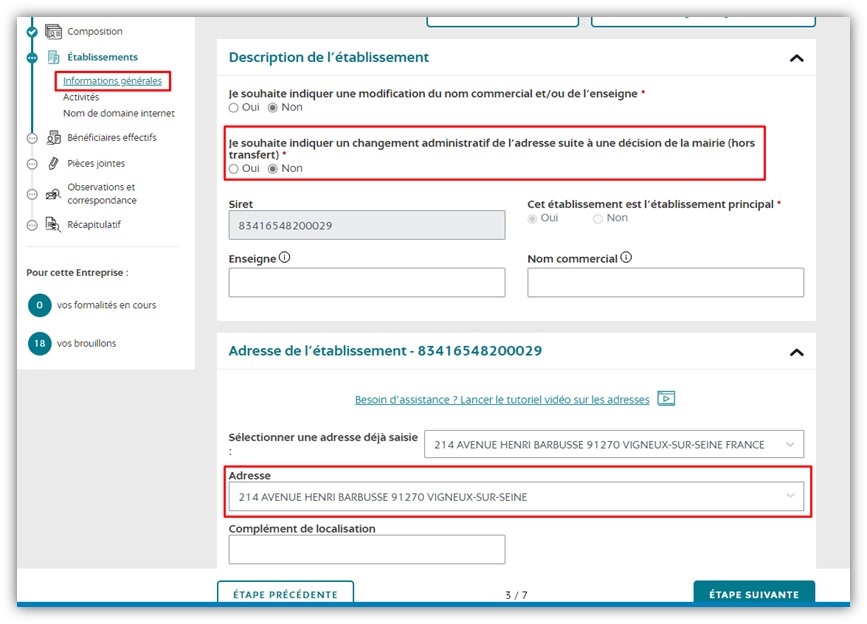 Composition
Établissements
Informations générales
Activités
Nom de domaine internet
Bénéficiaires effectifs
Pièces jointes
Observations et
correspondance
Récapitulatif
Pour cette Entreprise :
0 vos formalités en cours
18 vos brouillons
Description de l'établissement
Je souhaite indiquer une modification du nom commercial et/ou de l'enseigne *
Oui Non
Je souhaite indiquer un changement administratif de l'adresse suite à une décision de la mairie (hors
transfert) *
Oui Non
Siret
83416548200029
Cet établissement est l'établissement principal *
Oui Non
Enseigne
Nom commercial
Adresse de l'établissement - 83416548200029
Besoin d'assistance ? Lancer le tutoriel vidéo sur les adresses
Sélectionner une adresse déjà saisie
:
214 AVENUE HENRI BARBUSSE 91270 VIGNEUX-SUR-SEINE FRANCE
Adresse
214 AVENUE HENRI BARBUSSE 91270 VIGNEUX-SUR-SEINE
Complément de localisation
ÉTAPE PRÉCÉDENTE
3 / 7
ÉTAPE SUIVANTE